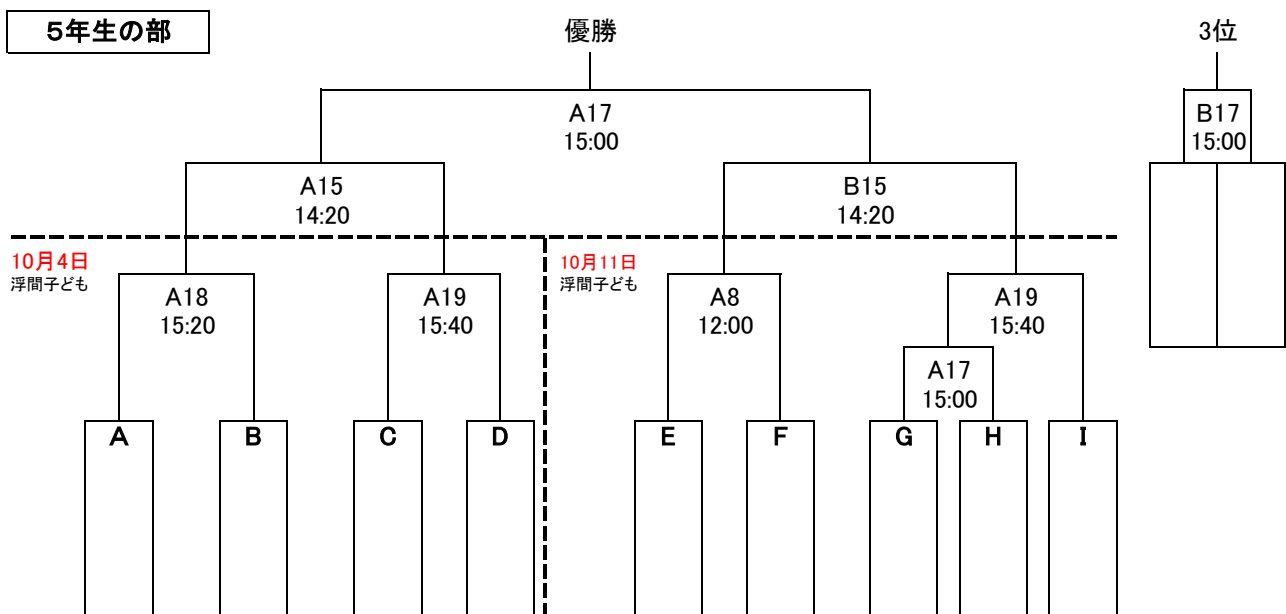 5年生の部
優勝
3位
A17
15:00
B17
15:00
A15
14:20
B15
14:20
10月4日
浮間子ども
10月11日
浮間子ども
A18
15:20
A19
15:40
A8
12:00
A19
15:40
A17
15:00
A
B
C
D
E
F
G
H
I